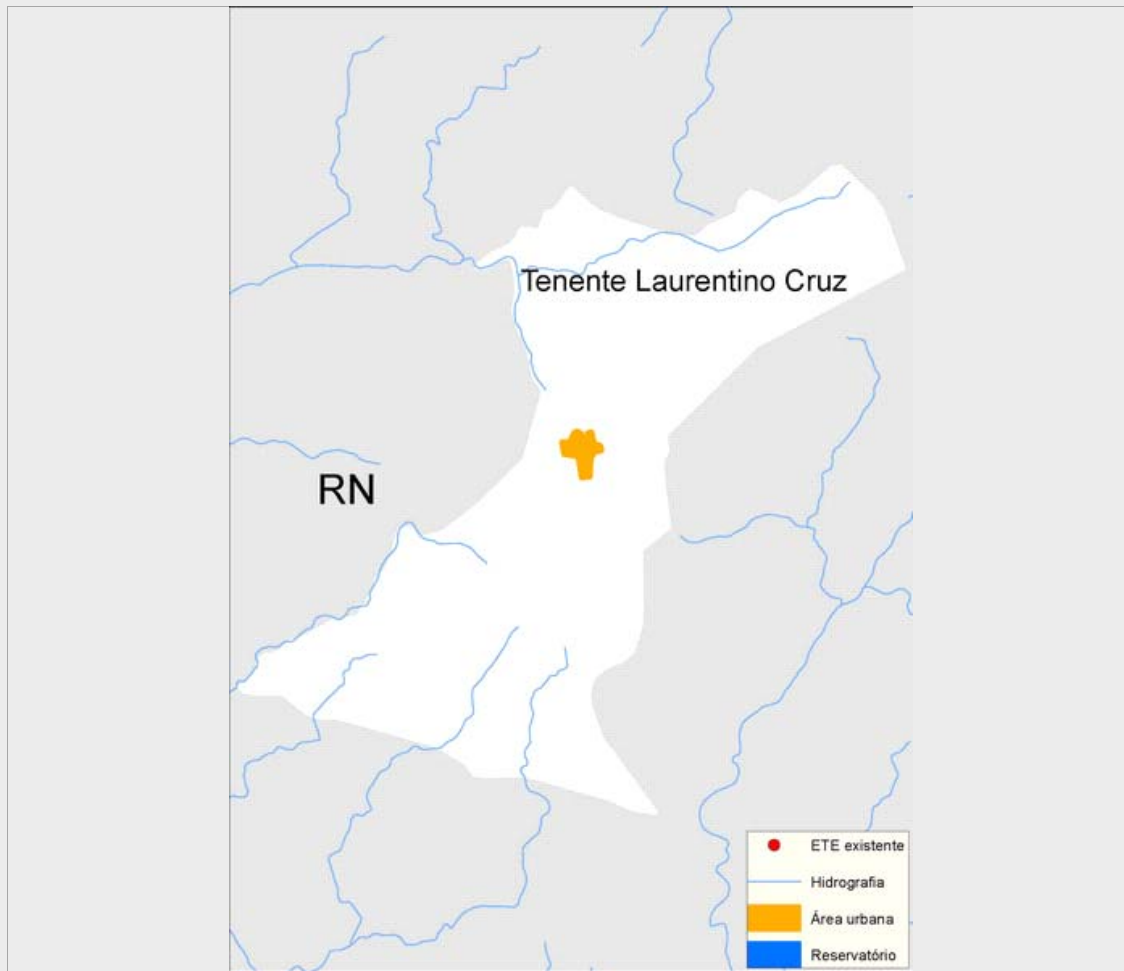 Tenente Laurentino Cruz
RN
ETE existente
Hidrografia
Área urbana
Reservatório